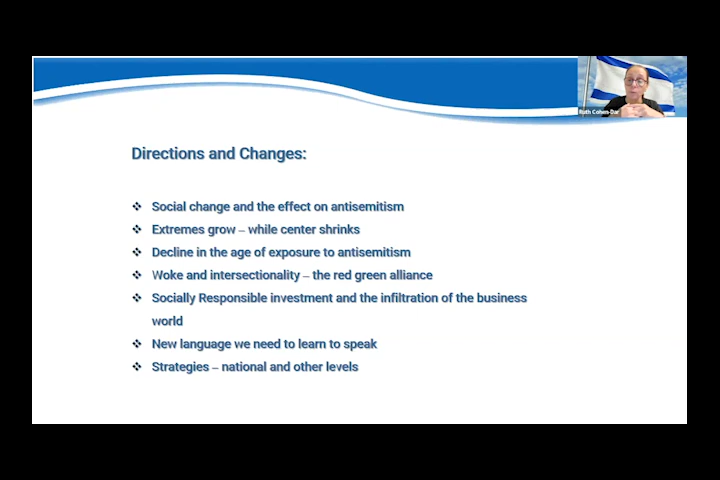 Ruth Cohen-Dar
Directions and Changes:
❖ Social change and the effect on antisemitism
❖ Extremes grow – while center shrinks
❖ Decline in the age of exposure to antisemitism
❖ Woke and intersectionality – the red green alliance
❖ Socially Responsible investment and the infiltration of the business
world
❖ New language we need to learn to speak
❖ Strategies – national and other levels